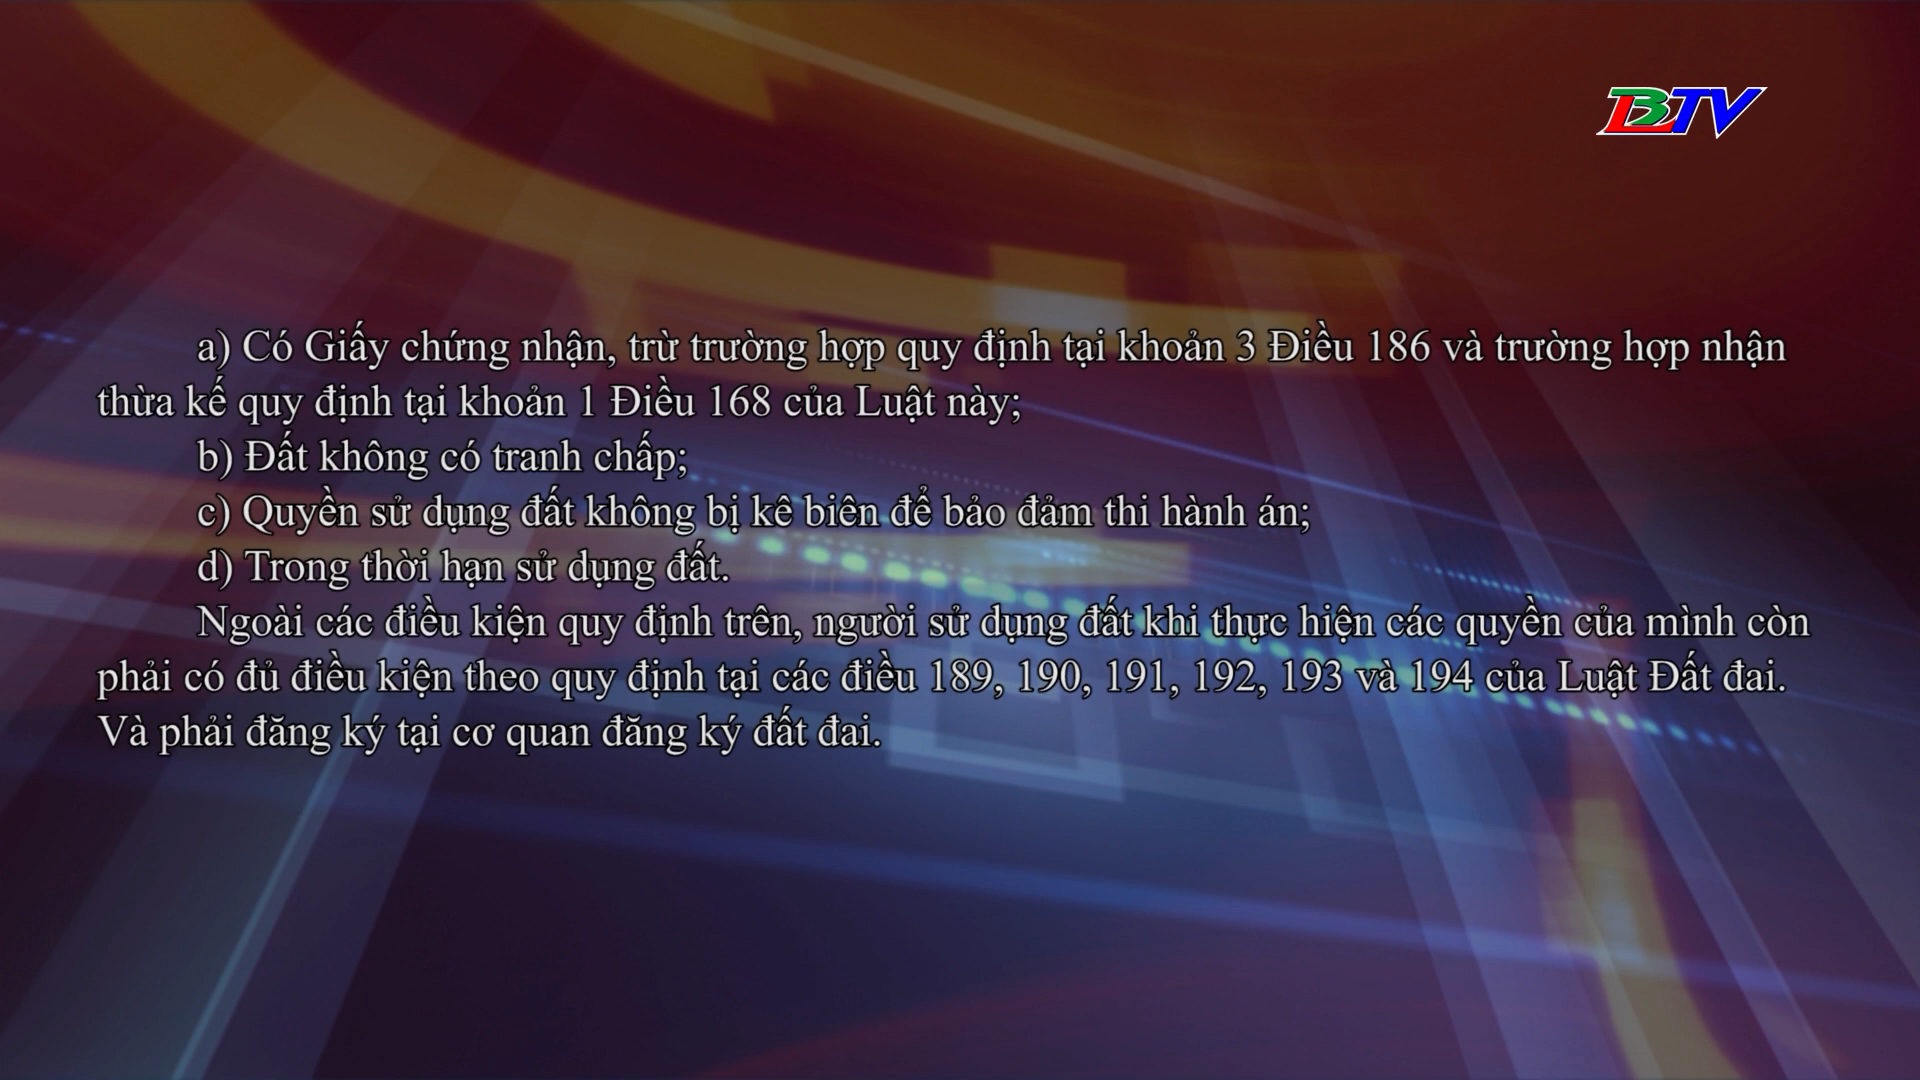 BTV
a) Có Giấy chứng nhận, trừ trường hợp quy định tại khoản 3 Điều 186 và trường hợp nhận
thừa kế quy định tại khoản 1 Điều 168 của Luật này;
b) Đất không có tranh chấp;
c) Quyền sử dụng đất không bị kê biên để bảo đảm thi hành án;
d) Trong thời hạn sử dụng đất.
Ngoài các điều kiện quy định trên, người sử dụng đất khi thực hiện các quyền của mình còn
phải có đủ điều kiện theo quy định tại các điều 189, 190, 191, 192, 193 và 194 của Luật Đất đai.
Và phải đăng ký tại cơ quan đăng ký đất đai.